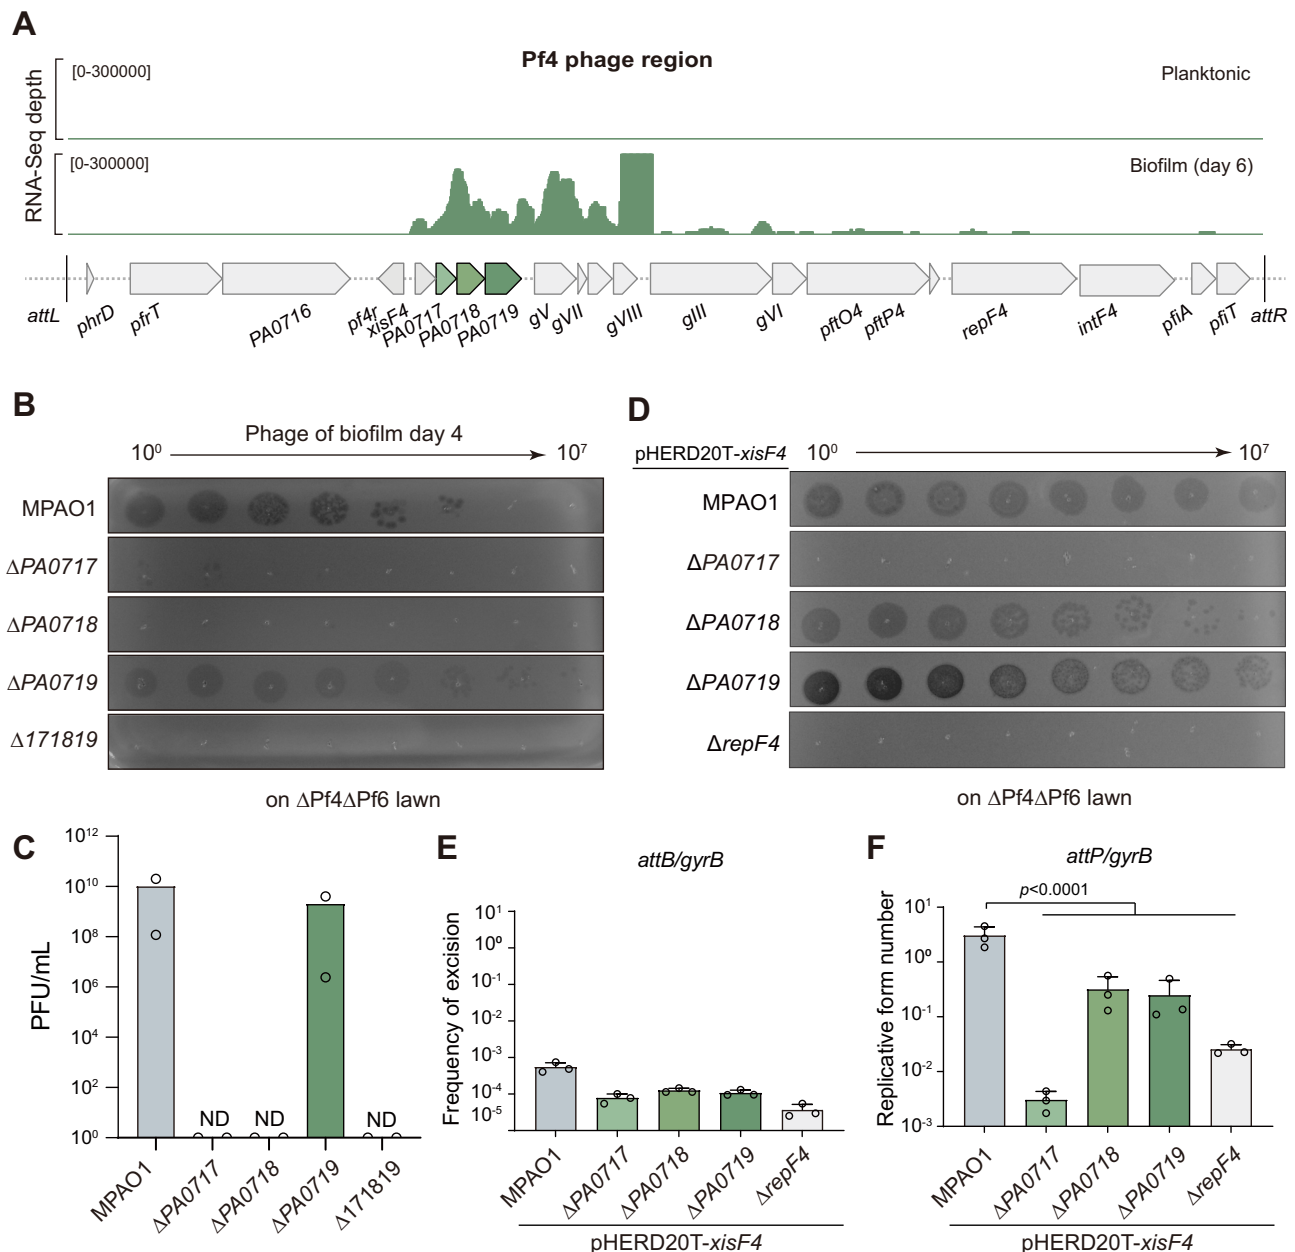 A
Pf4 phage region
RNA-Seq depth
[0-300000]
Planktonic
[0-300000]
Biofilm (day 6)
attL
phrD
pfrT
PA0716
pf4r
xisF4
PA0717
PA0718
PA0719
gV
gVII
gVIII
gIII
gVI
pftO4
pftP4
repF4
intF4
pfiA
pfiT
attR
B
Phage of biofilm day 4
10⁰
10⁷
MPAO1
ΔPA0717
ΔPA0718
ΔPA0719
Δ171819
on ΔPf4ΔPf6 lawn
D
pHERD20T-xisF4
10⁰
10⁷
MPAO1
ΔPA0717
ΔPA0718
ΔPA0719
ΔrepF4
on ΔPf4ΔPf6 lawn
C
PFU/mL
10¹²
10¹⁰
10⁸
10⁶
10⁴
10²
10⁰
ND
ND
ND
MPAO1
ΔPA0717
ΔPA0718
ΔPA0719
Δ171819
E
attB/gyrB
Frequency of excision
10¹
10⁰
10⁻¹
10⁻²
10⁻³
10⁻⁴
10⁻⁵
MPAO1
ΔPA0717
ΔPA0718
ΔPA0719
ΔrepF4
pHERD20T-xisF4
F
attP/gyrB
p<0.0001
Replicative form number
10¹
10⁰
10⁻¹
10⁻²
10⁻³
MPAO1
ΔPA0717
ΔPA0718
ΔPA0719
ΔrepF4
pHERD20T-xisF4